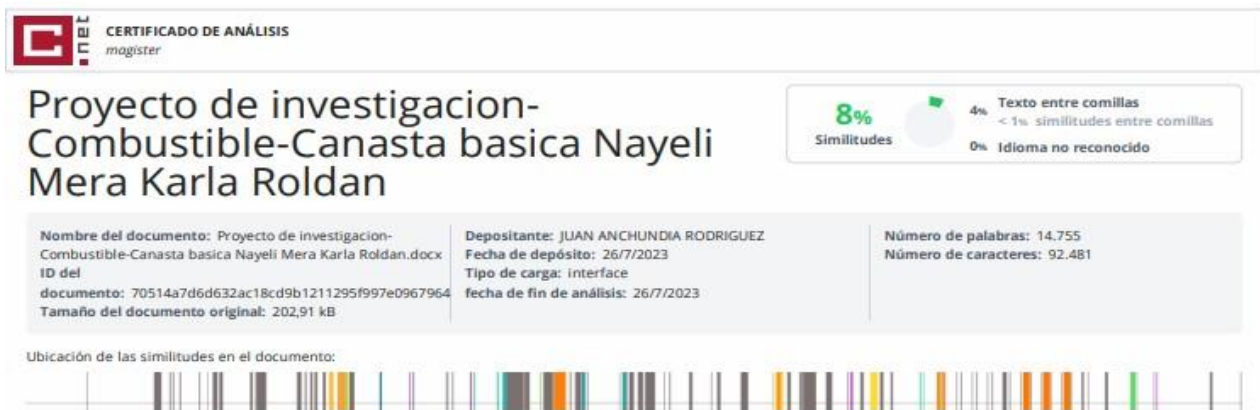 C
.net
CERTIFICADO DE ANÁLISIS
magister
Proyecto de investigacion-
Combustible-Canasta basica Nayeli
Mera Karla Roldan
8%
Similitudes
4% Texto entre comillas
< 1% similitudes entre comillas
0% Idioma no reconocido
Nombre del documento: Proyecto de investigacion-
Combustible-Canasta basica Nayeli Mera Karla Roldan.docx
ID del
documento: 70514a7d6d632ac18cd9b1211295f997e0967964
Tamaño del documento original: 202,91 kB
Depositante: JUAN ANCHUNDIA RODRIGUEZ
Fecha de depósito: 26/7/2023
Tipo de carga: interface
fecha de fin de análisis: 26/7/2023
Número de palabras: 14.755
Número de caracteres: 92.481
Ubicación de las similitudes en el documento: